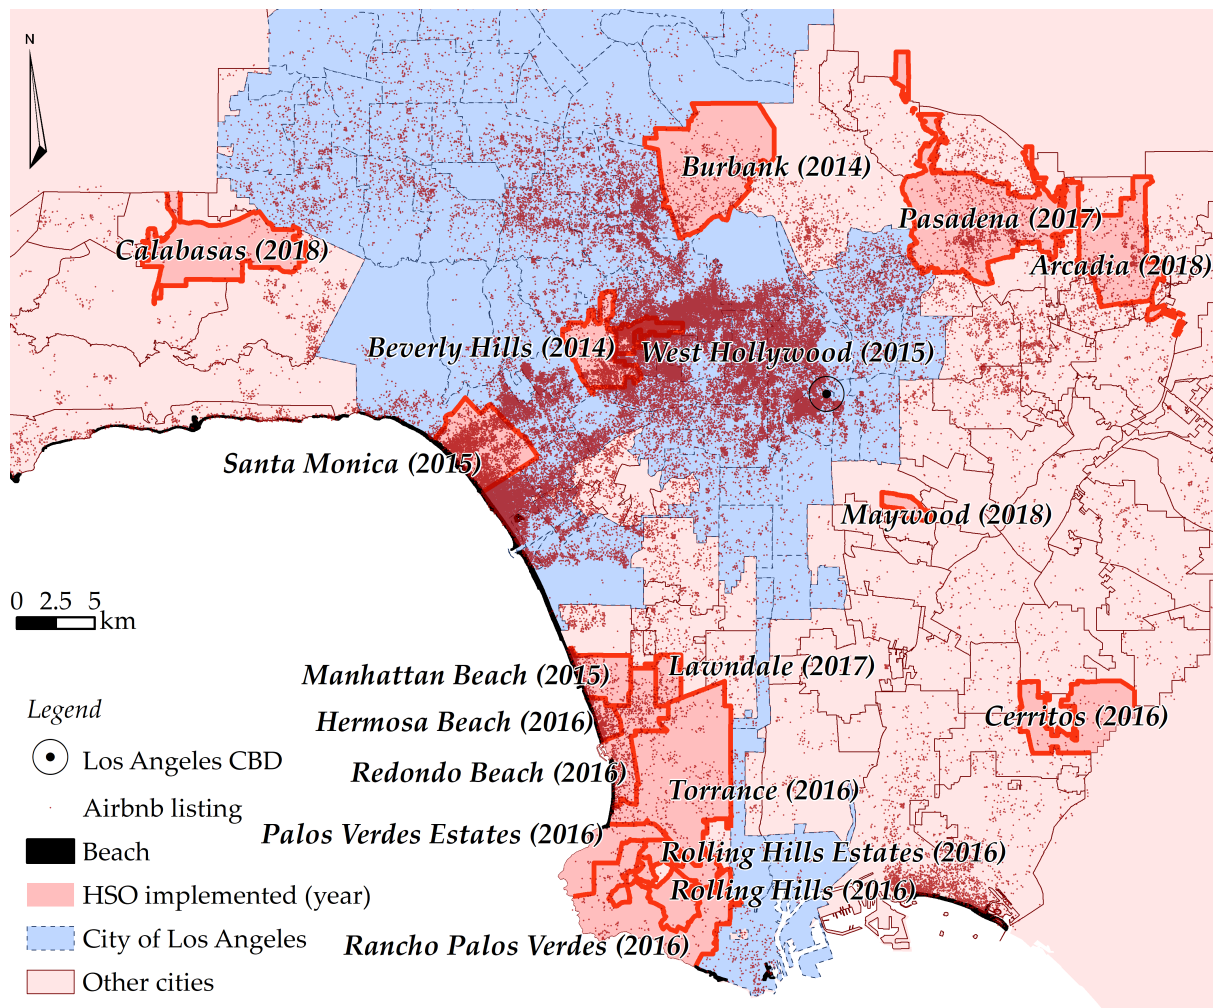 N
Burbank (2014)
Pasadena (2017)
Calabasas (2018)
Arcadia (2018)
Beverly Hills (2014)
West Hollywood (2015)
Santa Monica (2015)
Maywood (2018)
0 2.5 5
km
Manhattan Beach (2015)
Lawndale (2017)
Hermosa Beach (2016)
Cerritos (2016)
Redondo Beach (2016)
Torrance (2016)
Palos Verdes Estates (2016)
Rolling Hills Estates (2016)
Rolling Hills (2016)
Rancho Palos Verdes (2016)
Legend
Los Angeles CBD
Airbnb listing
Beach
HSO implemented (year)
City of Los Angeles
Other cities